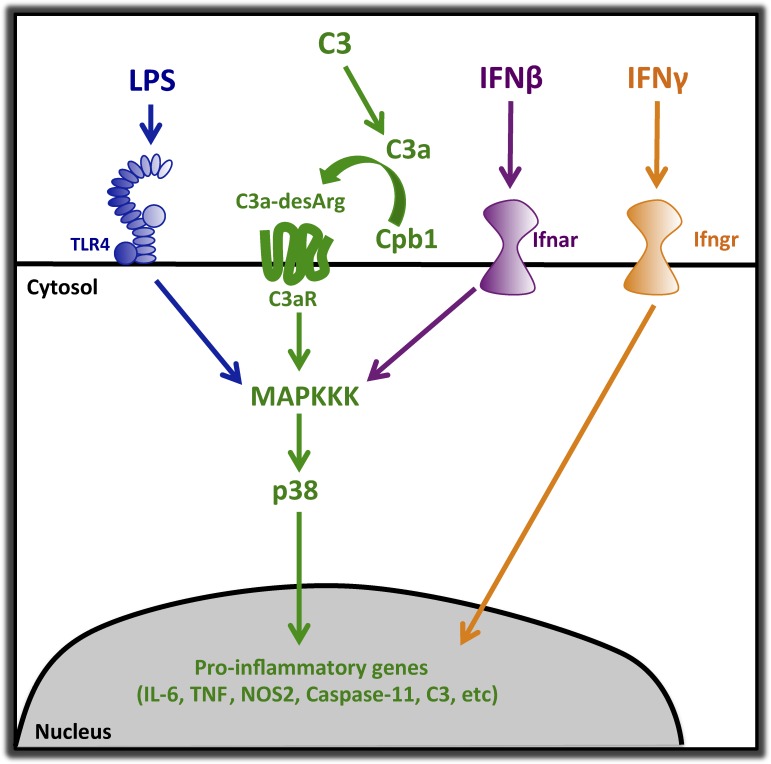 C3
LPS
IFNβ
IFNγ
C3a
C3a-desArg
TLR4
Cpb1
Ifnar
Ifngr
Cytosol
C3aR
MAPKKK
p38
Pro-inflammatory genes
(IL-6, TNF, NOS2, Caspase-11, C3, etc)
Nucleus